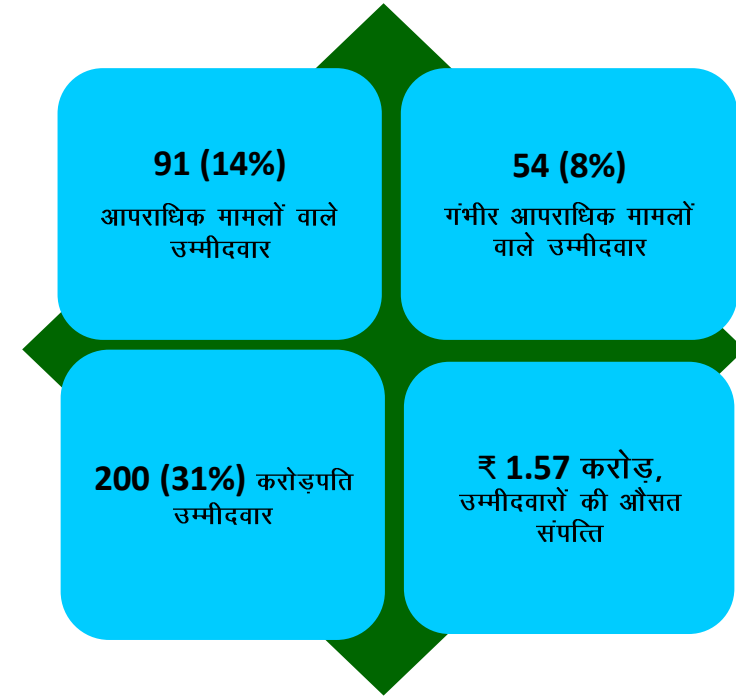 91 (14%)
आपराधिक मामलों वाले
उम्मीदवार
54 (8%)
गंभीर आपराधिक मामलों
वाले उम्मीदवार
200 (31%) करोड़पति
उम्मीदवार
₹ 1.57 करोड़,
उम्मीदवारों की औसत
संपत्ति